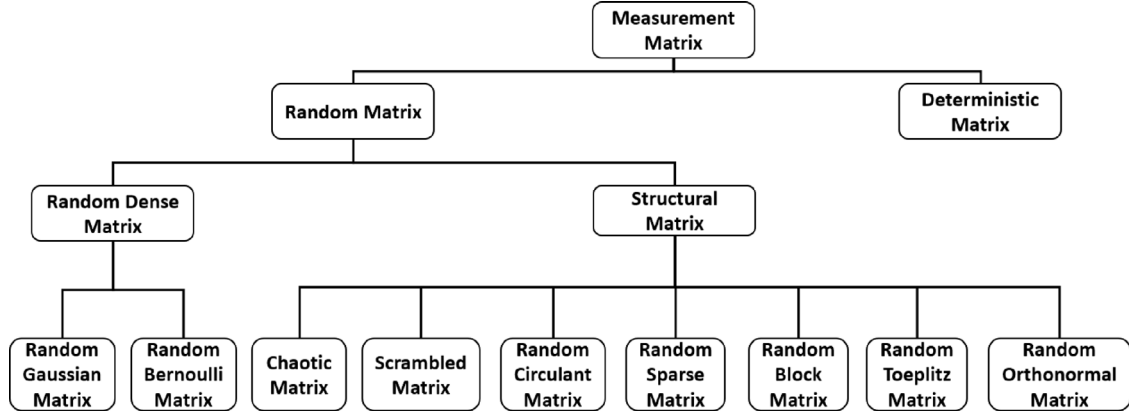 Measurement
Matrix
Random Matrix
Deterministic
Matrix
Random Dense
Matrix
Structural
Matrix
Random
Gaussian
Matrix
Random
Bernoulli
Matrix
Chaotic
Matrix
Scrambled
Matrix
Random
Circulant
Matrix
Random
Sparse
Matrix
Random
Block
Matrix
Random
Toeplitz
Matrix
Random
Orthonormal
Matrix